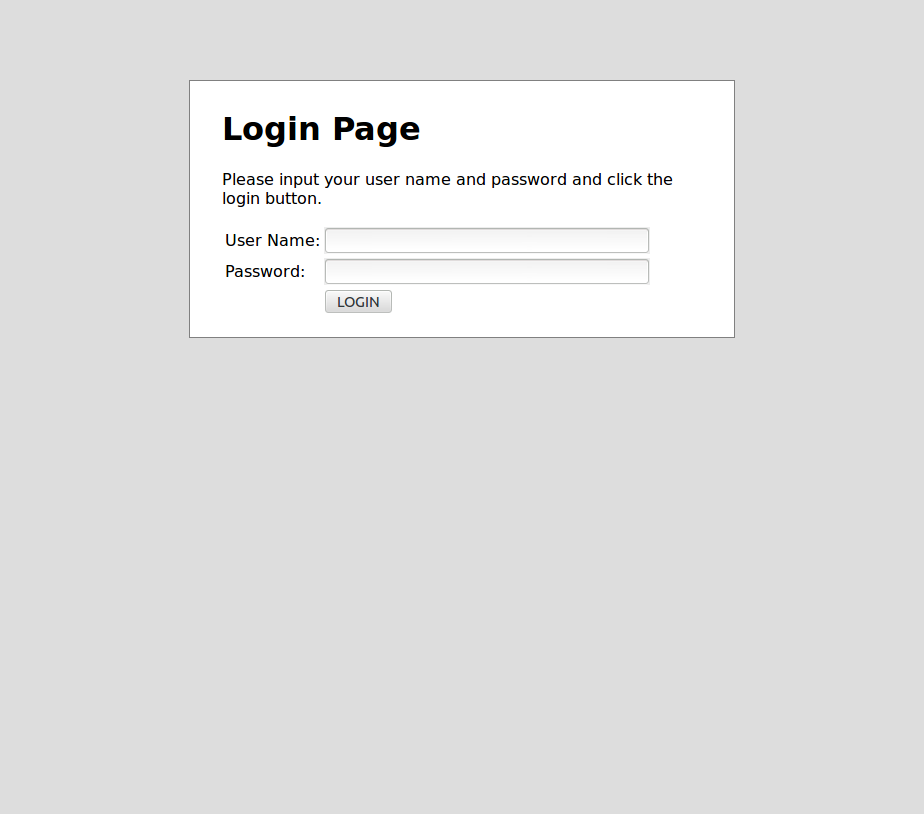 Login Page
Please input your user name and password and click the
login button.
User Name:
Password:
LOGIN